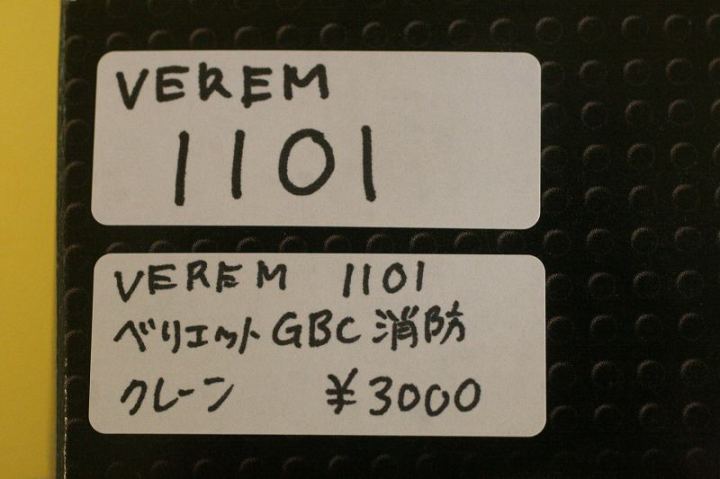 VEREM
1101
VEREM 1101
ベリエット GBC 消防
クレーン ¥3000